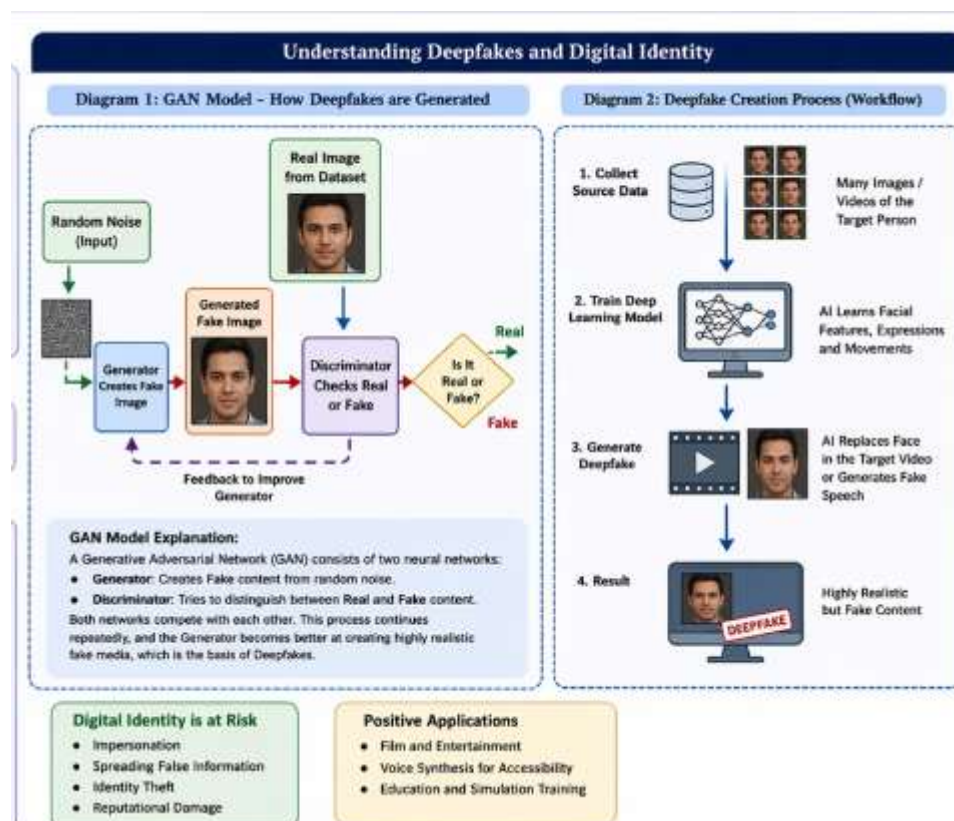 Understanding Deepfakes and Digital Identity
Diagram 1: GAN Model – How Deepfakes are Generated
Real Image
from Dataset
Random Noise
(Input)
Generated
Fake Image
Generator
Creates Fake
Image
Discriminator
Checks Real
or Fake
Is It
Real or
Fake?
Real
Fake
Feedback to Improve
Generator
GAN Model Explanation:
A Generative Adversarial Network (GAN) consists of two neural networks:
● Generator: Creates Fake content from random noise.
● Discriminator: Tries to distinguish between Real and Fake content.
Both networks compete with each other. This process continues
repeatedly, and the Generator becomes better at creating highly realistic
fake media, which is the basis of Deepfakes.
Diagram 2: Deepfake Creation Process (Workflow)
1. Collect
Source Data
Many Images /
Videos of the
Target Person
2. Train Deep
Learning Model
AI Learns Facial
Features, Expressions
and Movements
3. Generate
Deepfake
AI Replaces Face
in the Target Video
or Generates Fake
Speech
4. Result
DEEPFAKE
Highly Realistic
but Fake Content
Digital Identity is at Risk
● Impersonation
● Spreading False Information
● Identity Theft
● Reputational Damage
Positive Applications
● Film and Entertainment
● Voice Synthesis for Accessibility
● Education and Simulation Training